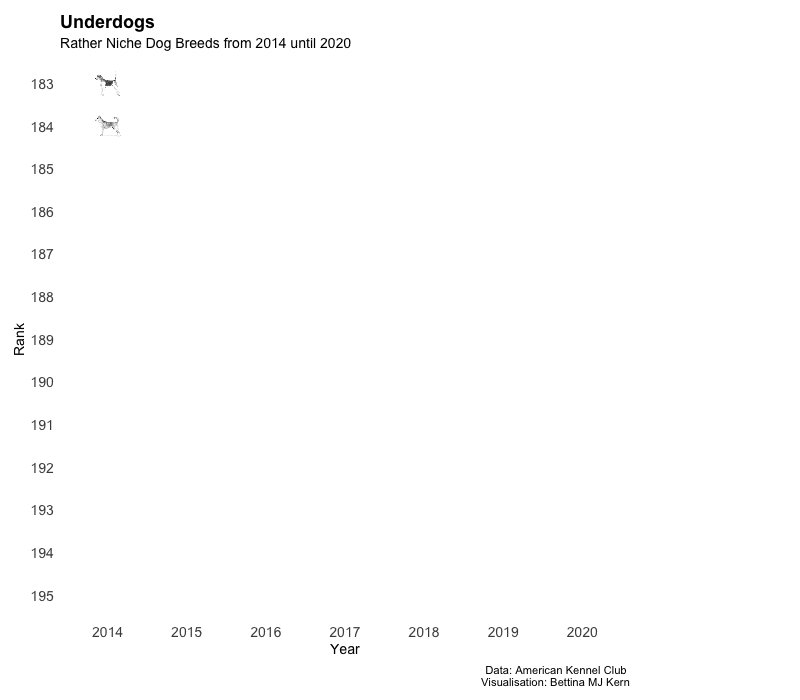 Underdogs
Rather Niche Dog Breeds from 2014 until 2020
183
184
185
186
187
188
189
190
191
192
193
194
195
Rank
2014 2015 2016 2017 2018 2019 2020
Year
Data: American Kennel Club
Visualisation: Bettina MJ Kern